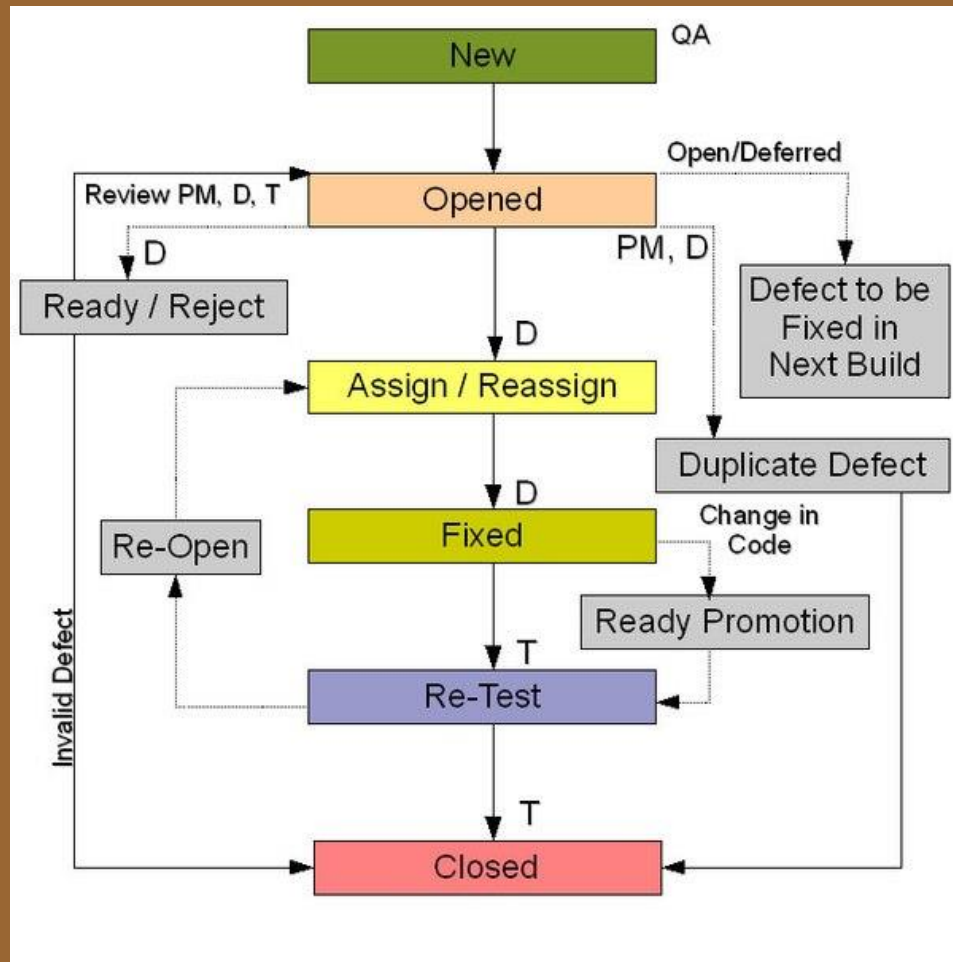 New
QA
Open/Deferred
Review PM, D, T
Opened
D
PM, D
Ready / Reject
Defect to be
Fixed in
Next Build
D
Assign / Reassign
Duplicate Defect
D
Change in
Code
Fixed
Re-Open
Ready Promotion
Invalid Defect
T
Re-Test
T
Closed